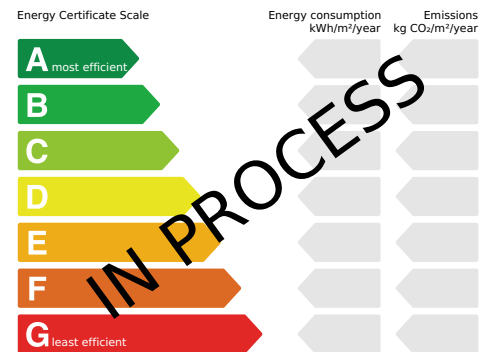 Energy Certificate Scale
Energy consumption
kWh/m²/year
Emissions
kg CO₂/m²/year
A most efficient
B
C
D
E
F
G least efficient
IN PROCESS